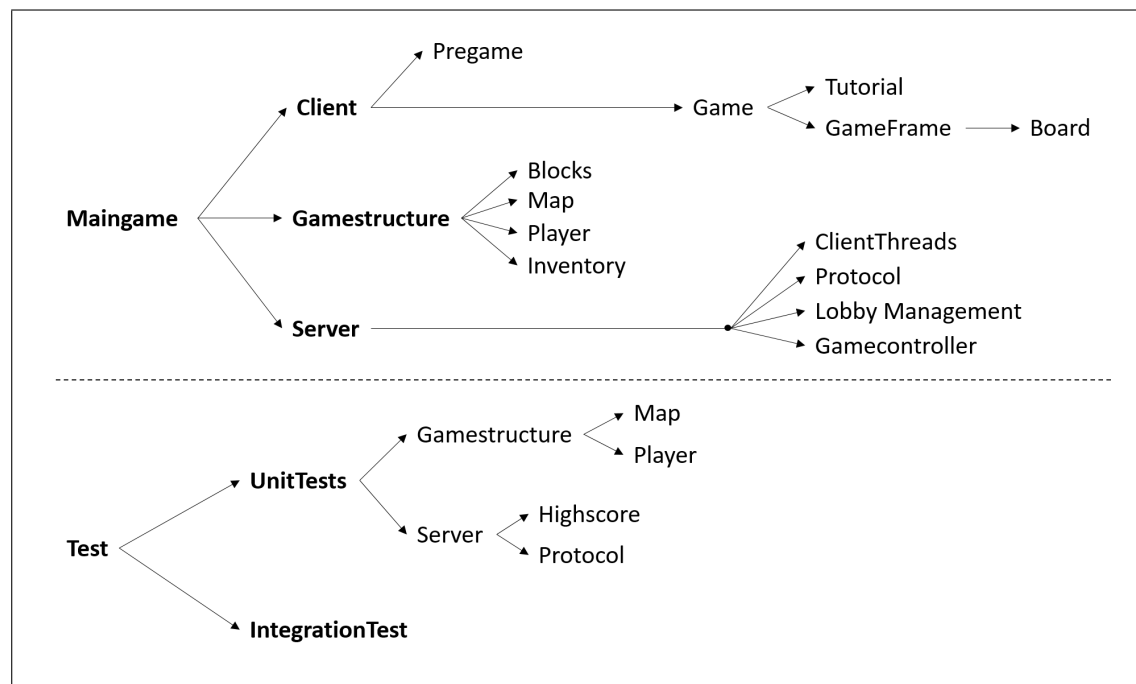 Pregame
Client
Game
Tutorial
GameFrame
Board
Maingame
Gamestructure
Blocks
Map
Player
Inventory
Server
ClientThreads
Protocol
Lobby Management
Gamecontroller
Test
UnitTests
Gamestructure
Map
Player
Server
Highscore
Protocol
IntegrationTest